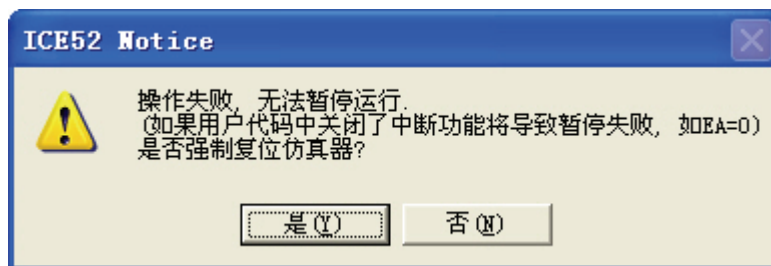 ICE52 Notice
操作失败, 无法暂停运行.
(如果用户代码中关闭了中断功能将导致暂停失败, 如EA=0)
是否强制复位仿真器?
是(Y) 否(N)